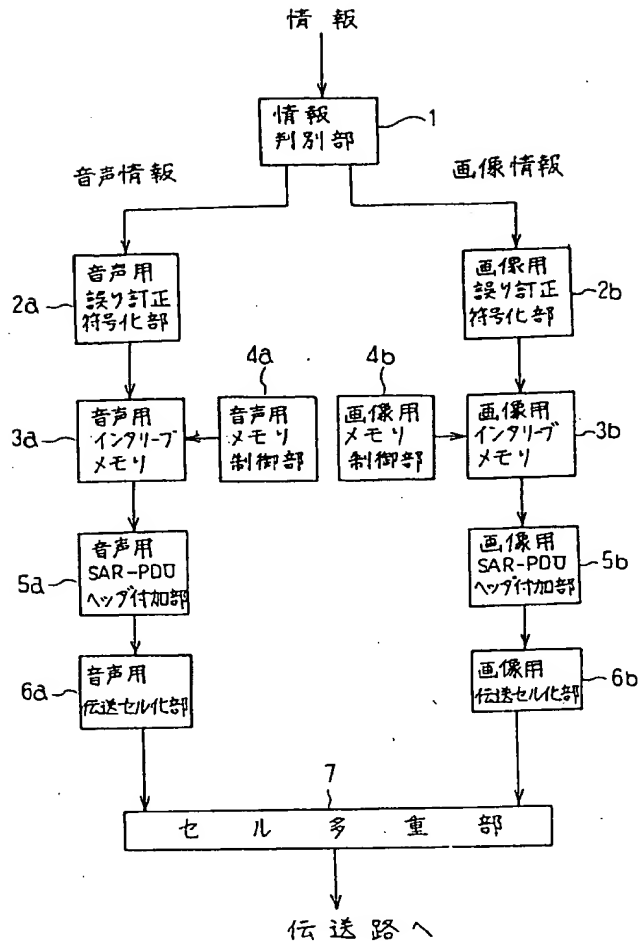 情報
情報
判別部
1
音声情報
画像情報
音声用
誤り訂正
符号化部
2a
画像用
誤り訂正
符号化部
2b
4a
4b
音声用
インタリーブ
メモリ
3a
音声用
メモリ
制御部
画像用
メモリ
制御部
画像用
インタリーブ
メモリ
3b
音声用
SAR-PDU
ヘッダ付加部
5a
画像用
SAR-PDU
ヘッダ付加部
5b
音声用
伝送セル化部
6a
画像用
伝送セル化部
6b
7
セル多重部
伝送路へ